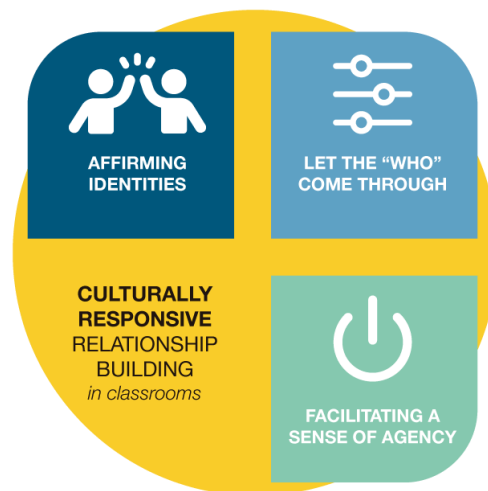 AFFIRMING
IDENTITIES
LET THE “WHO”
COME THROUGH
CULTURALLY
RESPONSIVE
RELATIONSHIP
BUILDING
in classrooms
FACILITATING A
SENSE OF AGENCY